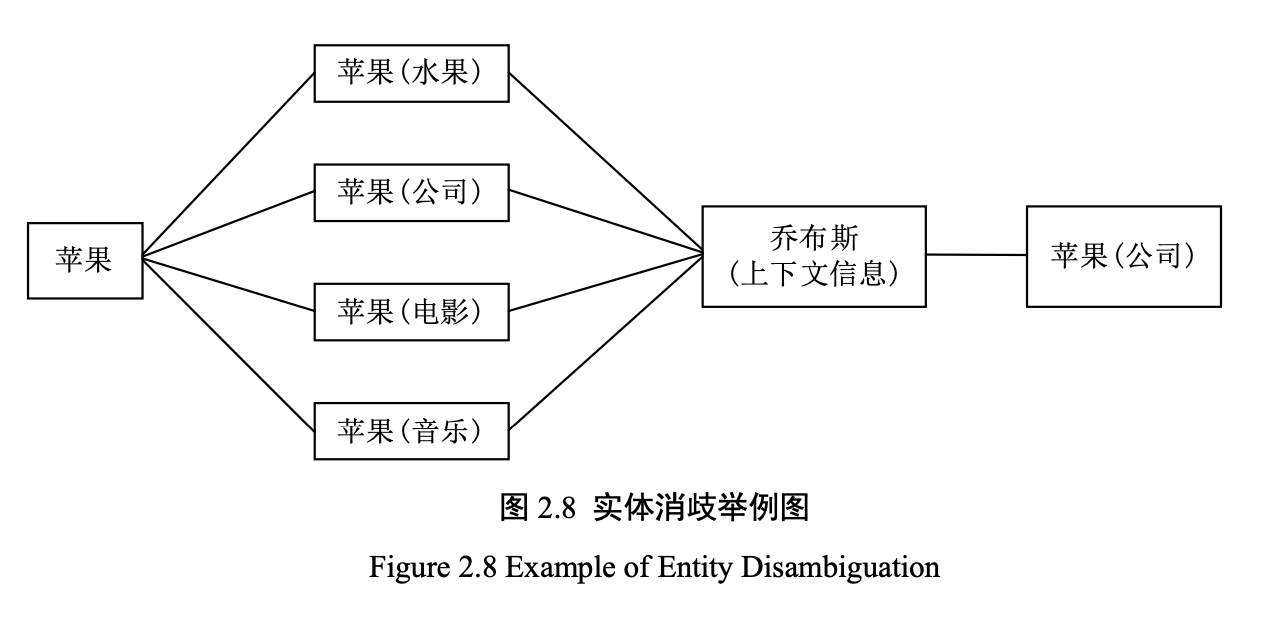 苹果
苹果(水果)
苹果(公司)
苹果(电影)
苹果(音乐)
乔布斯
(上下文信息)
苹果(公司)
图 2.8 实体消歧举例图
Figure 2.8 Example of Entity Disambiguation